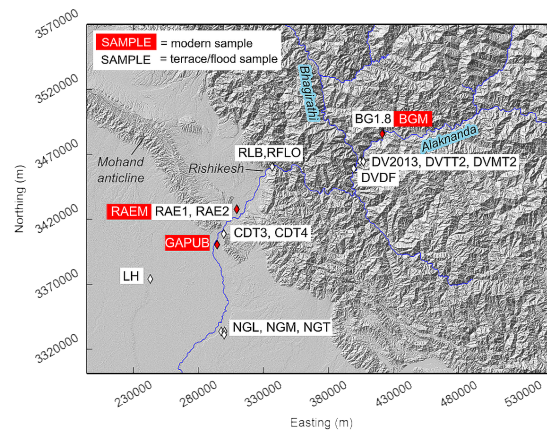 3570000
SAMPLE = modern sample
SAMPLE = terrace/flood sample
3520000
Bhagirathi
BG1.8 BGM
Alaknanda
3470000
Mohand
anticline
Rishikesh
RLB,RFLO
DV2013, DVTT2, DVMT2
DVDF
RAEM RAE1, RAE2
3420000
CDT3, CDT4
GAPUB
Northing (m)
3370000
LH
NGL, NGM, NGT
3320000
230000 280000 330000 380000 430000 480000 530000
Easting (m)